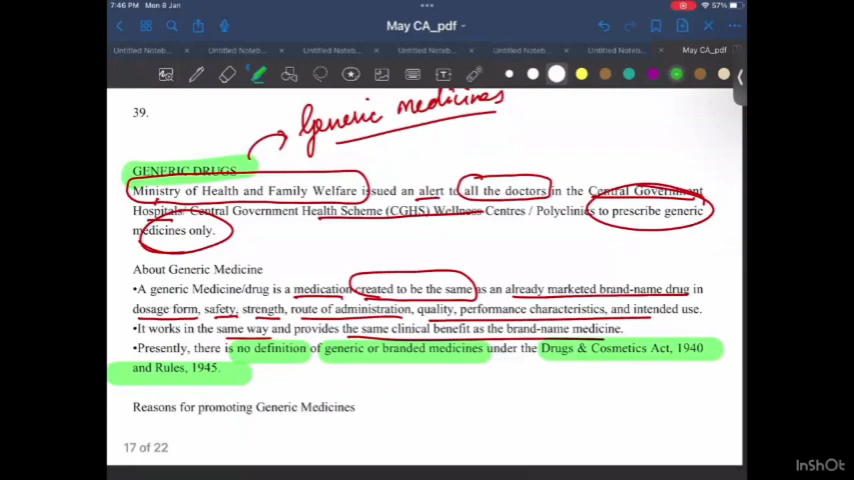 7:46 PM Mon 8 Jan
57%
May CA_pdf
Untitled Noteb...
Untitled Noteb...
Untitled Noteb...
Untitled Noteb...
Untitled Noteb...
Untitled Noteb...
May CA_pdf
39.
Generic medicines
GENERIC DRUGS
Ministry of Health and Family Welfare issued an alert to all the doctors in the Central Government
Hospitals/ Central Government Health Scheme (CGHS) Wellness Centres / Polyclinics to prescribe generic
medicines only.
About Generic Medicine
•A generic Medicine/drug is a medication created to be the same as an already marketed brand-name drug in
dosage form, safety, strength, route of administration, quality, performance characteristics, and intended use.
•It works in the same way and provides the same clinical benefit as the brand-name medicine.
•Presently, there is no definition of generic or branded medicines under the Drugs & Cosmetics Act, 1940
and Rules, 1945.
Reasons for promoting Generic Medicines
17 of 22
InShOt